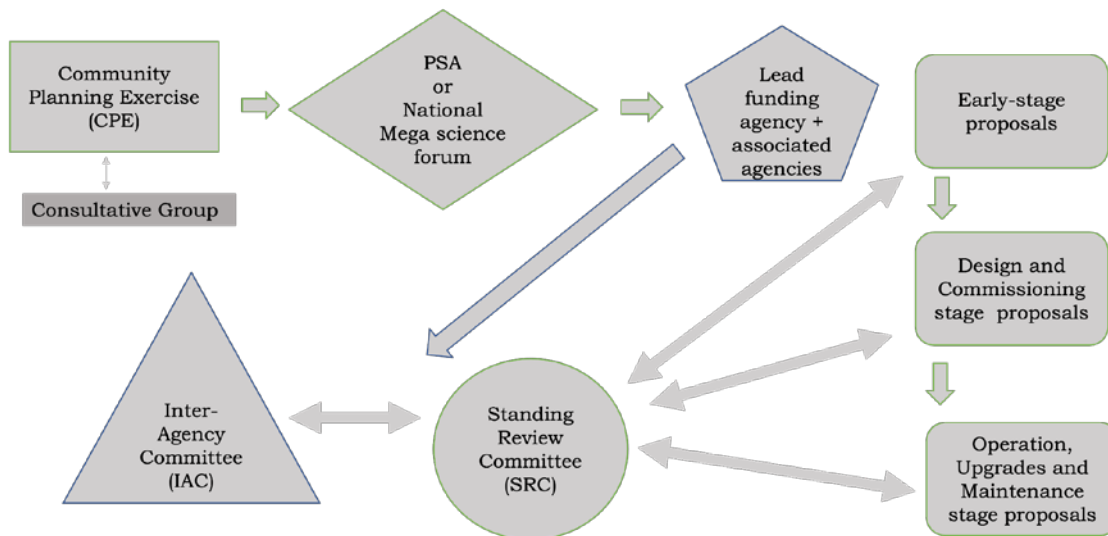 Community
Planning Exercise
(CPE)
Consultative Group
PSA
or
National
Mega science
forum
Lead
funding
agency +
associated
agencies
Early-stage
proposals
Design and
Commissioning
stage proposals
Operation,
Upgrades and
Maintenance
stage proposals
Inter-
Agency
Committee
(IAC)
Standing
Review
Committee
(SRC)